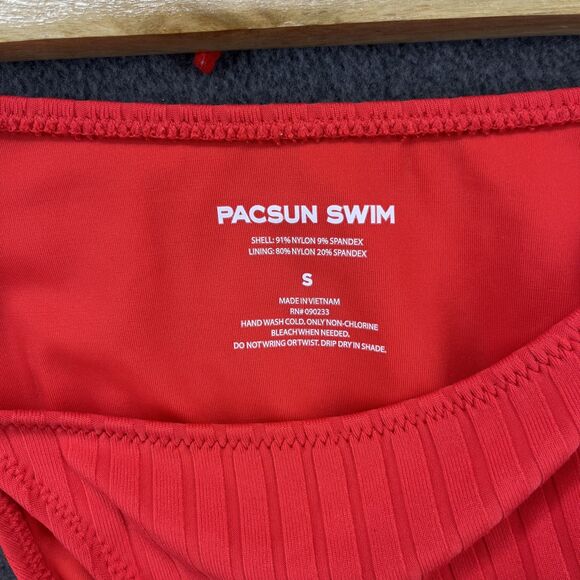 PACSUN SWIM
SHELL: 91% NYLON 9% SPANDEX
LINING: 80% NYLON 20% SPANDEX
S
MADE IN VIETNAM
RN# 090233
HAND WASH COLD. ONLY NON-CHLORINE
BLEACH WHEN NEEDED.
DO NOT WRING OR TWIST. DRIP DRY IN SHADE.